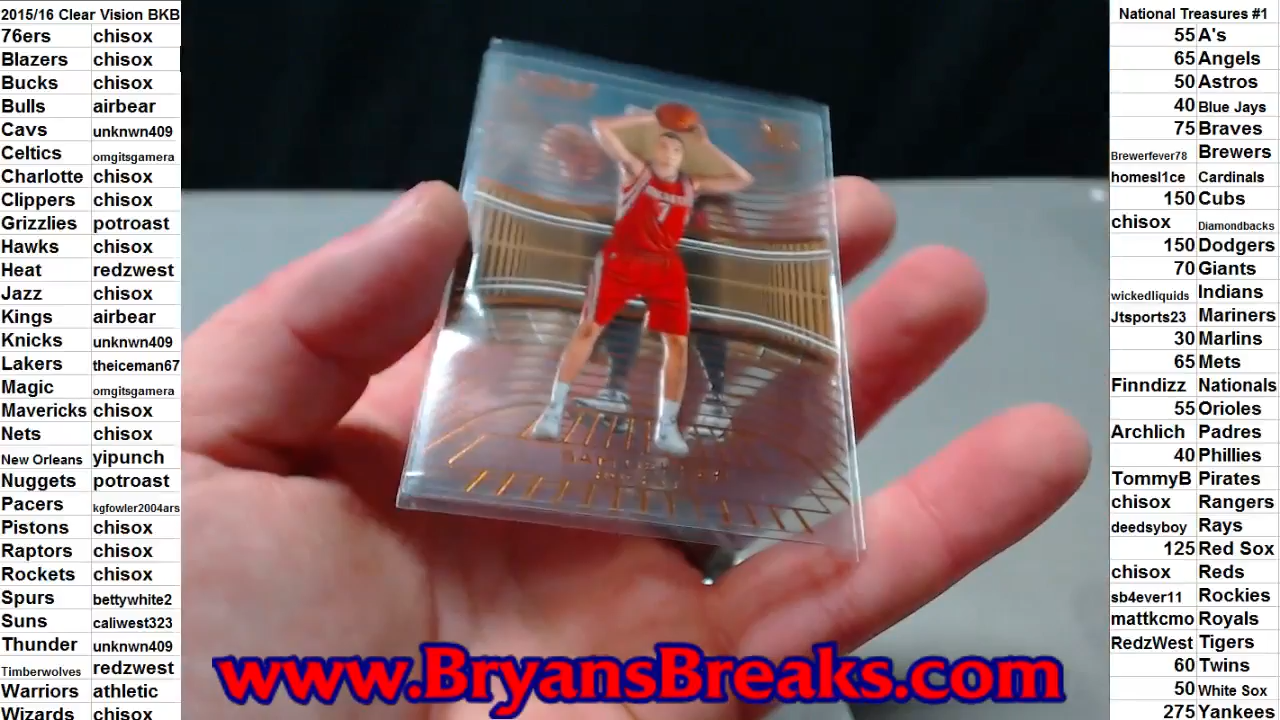 2015/16 Clear Vision BKB
76ers chisox
Blazers chisox
Bucks chisox
Bulls airbear
Cavs unknwn409
Celtics omgitsgamera
Charlotte chisox
Clippers chisox
Grizzlies potroast
Hawks chisox
Heat redzwest
Jazz chisox
Kings airbear
Knicks unknwn409
Lakers theiceman67
Magic omgitsgamera
Mavericks chisox
Nets chisox
New Orleans yipunch
Nuggets potroast
Pacers kgfowler2004ars
Pistons chisox
Raptors chisox
Rockets chisox
Spurs bettywhite2
Suns caliwest323
Thunder unknwn409
Timberwolves redzwest
Warriors athletic
Wizards chisox
7
www.BryansBreaks.com
National Treasures #1
55 A's
65 Angels
50 Astros
40 Blue Jays
75 Braves
Brewerfever78 Brewers
homesl1ce Cardinals
150 Cubs
chisox Diamondbacks
150 Dodgers
70 Giants
wickedliquids Indians
Jtsports23 Mariners
30 Marlins
65 Mets
Finndizz Nationals
55 Orioles
Archlich Padres
40 Phillies
TommyB Pirates
chisox Rangers
deedsyboy Rays
125 Red Sox
chisox Reds
sb4ever11 Rockies
mattkcmo Royals
RedzWest Tigers
60 Twins
50 White Sox
275 Yankees